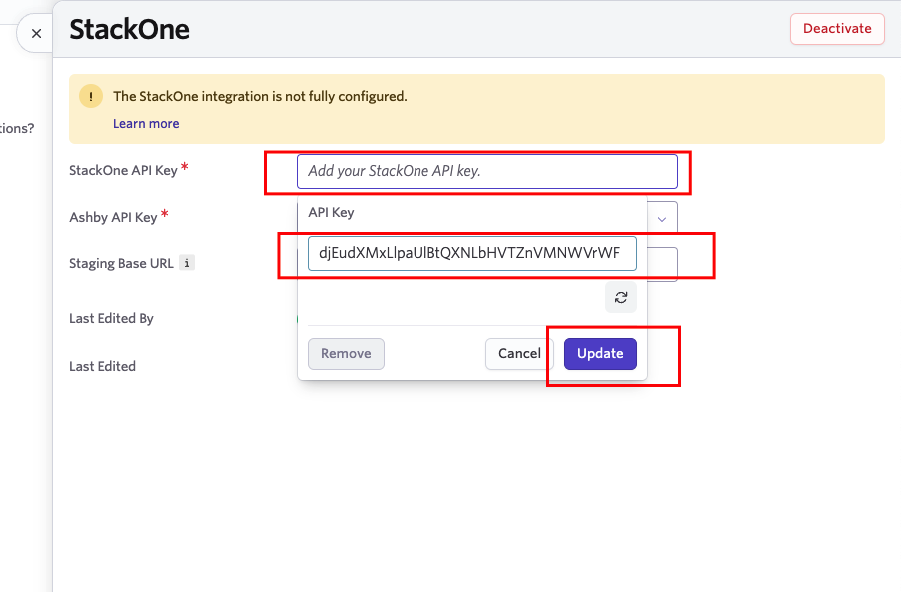 StackOne
Deactivate
! The StackOne integration is not fully configured.
Learn more
tions?
StackOne API Key *
Add your StackOne API key.
API Key
Ashby API Key *
djEudXMxLlpaUlBtQXNLbHVTZnVMNWVrWF
Staging Base URL i
Last Edited By
Remove
Cancel
Update
Last Edited